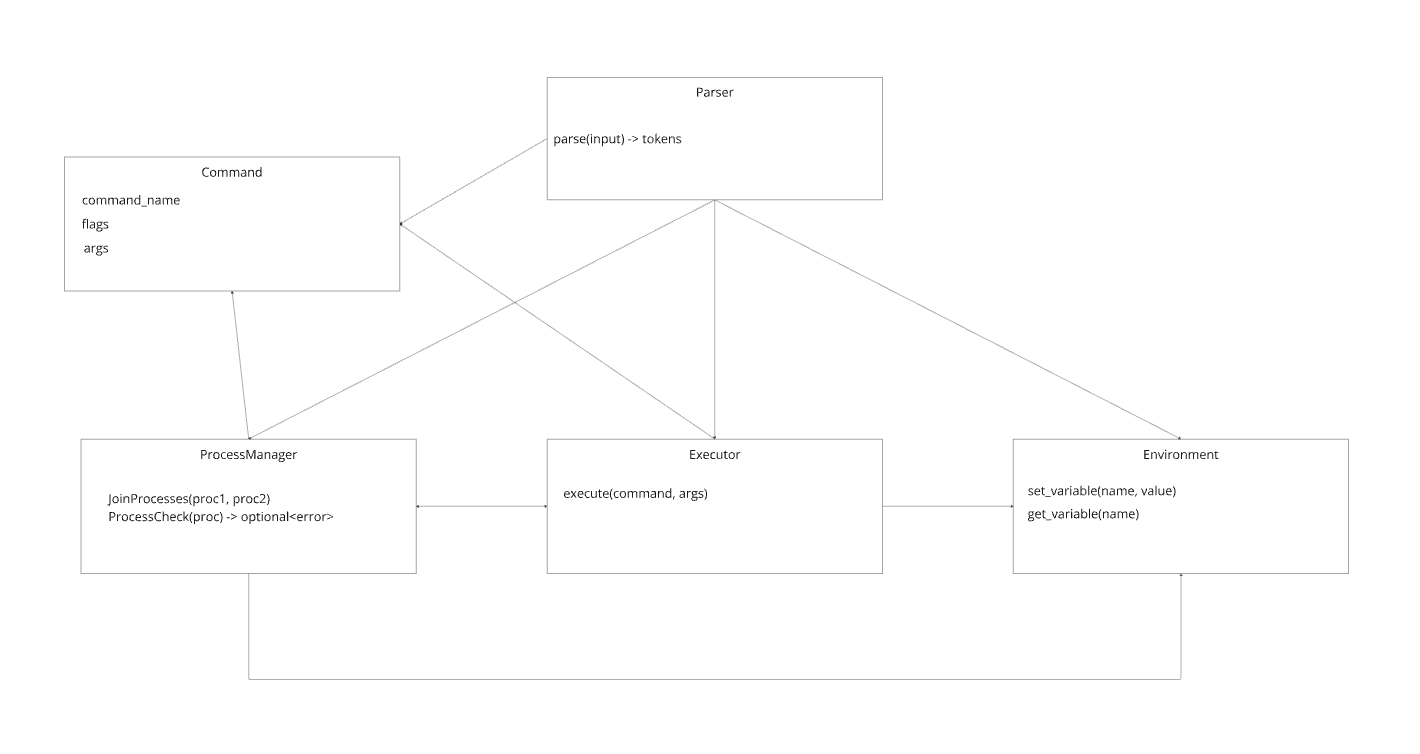 Parser
parse(input) -> tokens
Command
command_name
flags
args
ProcessManager
JoinProcesses(proc1, proc2)
ProcessCheck(proc) -> optional<error>
Executor
execute(command, args)
Environment
set_variable(name, value)
get_variable(name)